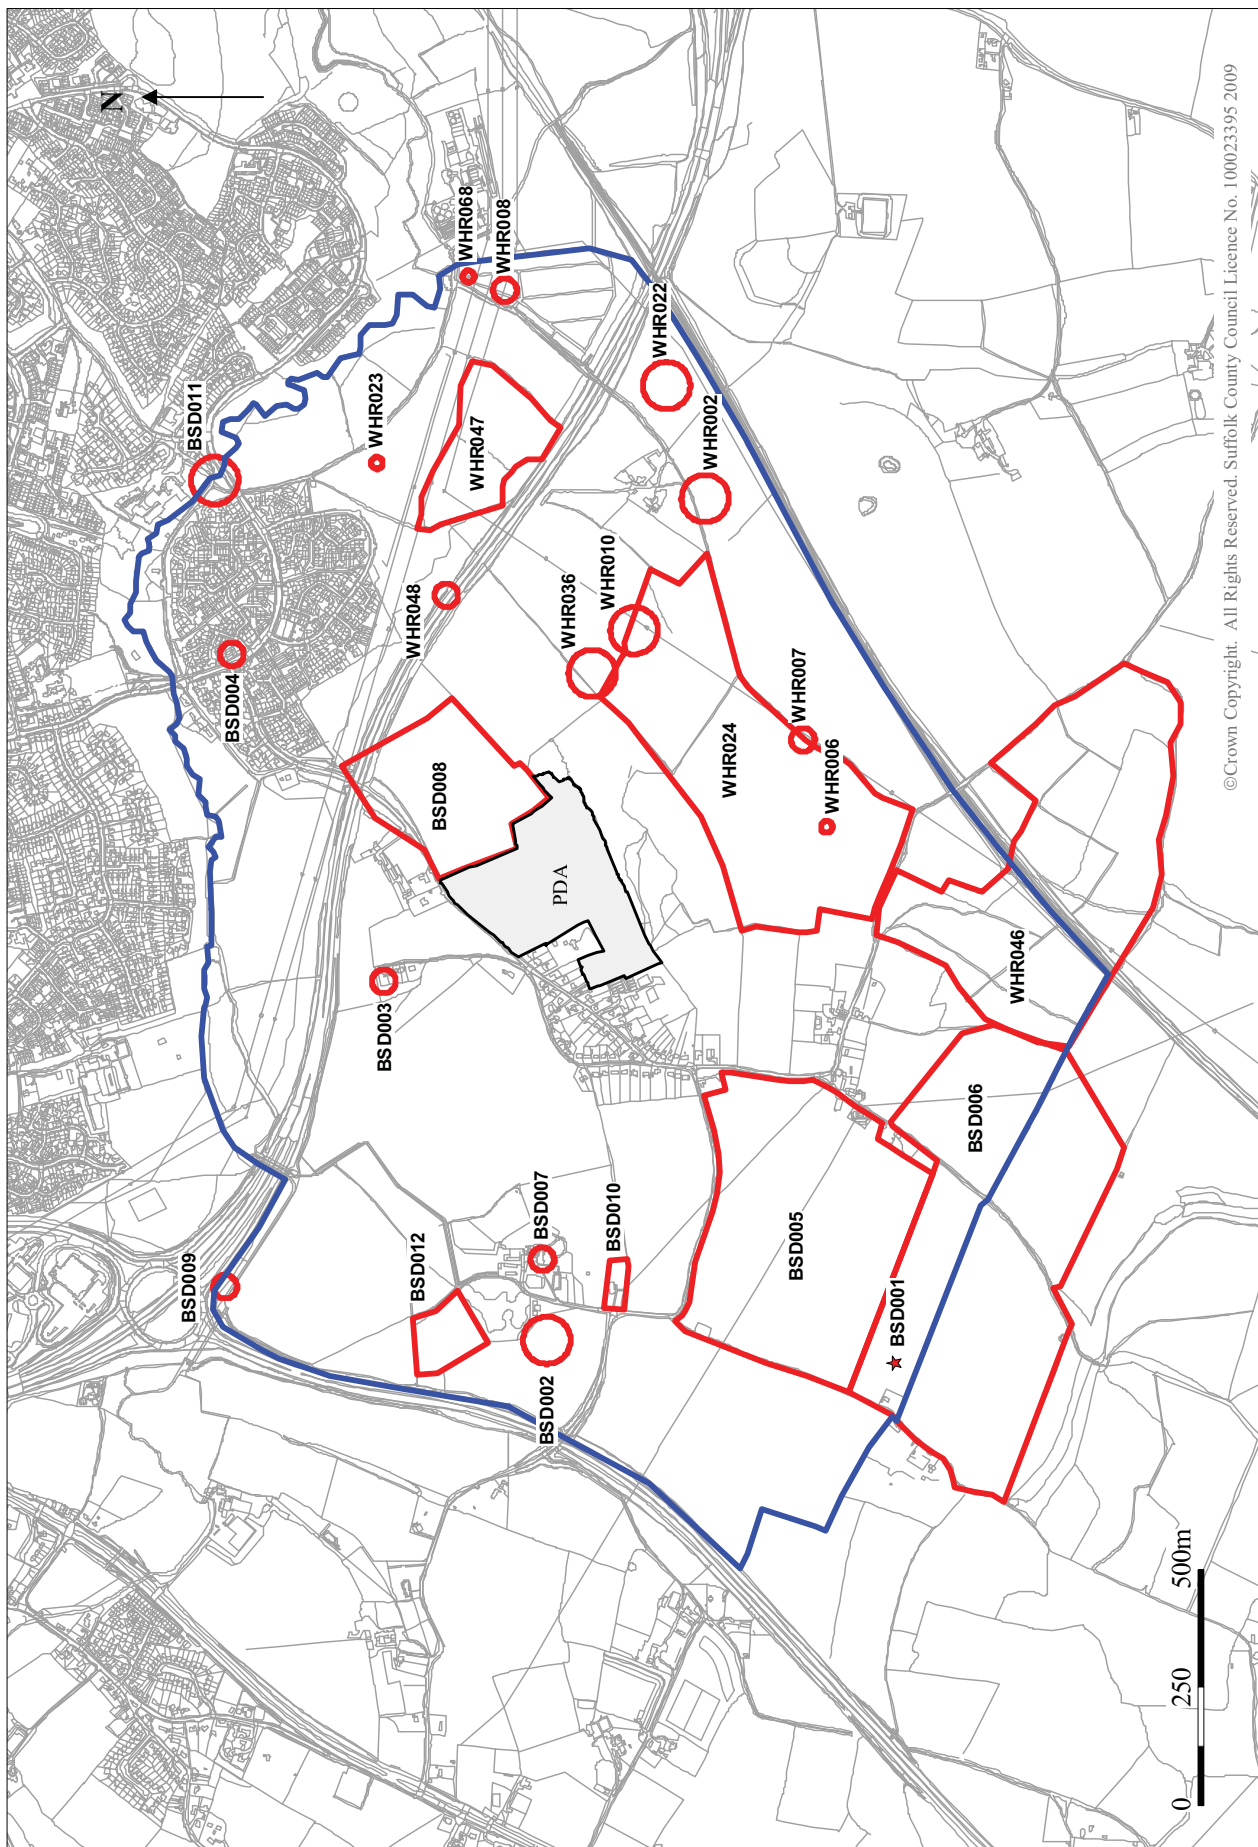 N
BSD011
WHR068
WHR008
WHR023
WHR047
WHR022
WHR002
BSD004
WHR048
WHR036
WHR010
BSD008
WHR024
WHR007
WHR006
PDA
BSD003
WHR046
BSD006
BSD009
BSD012
BSD007
BSD010
BSD005
BSD001
BSD002
0 250 500m
©Crown Copyright. All Rights Reserved. Suffolk County Council Licence No. 100023395 2009